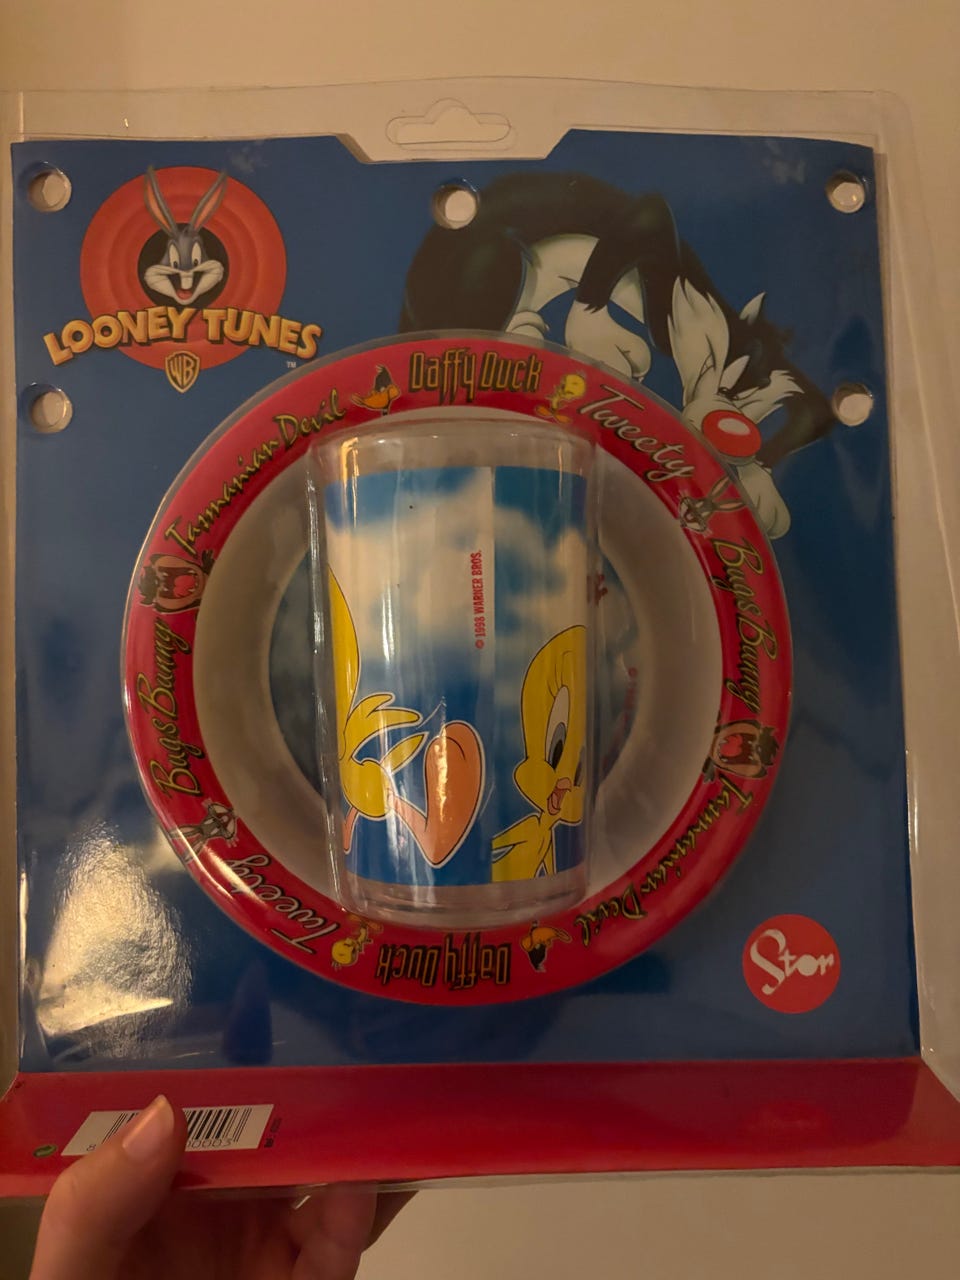 LOONEY TUNES
TM
WB
Daffy Duck
Tweety
Bugs Bunny
Tasmanian Devil
Daffy Duck
Tweety
Bugs Bunny
Tasmanian Devil
© 1998 WARNER BROS.
Stor